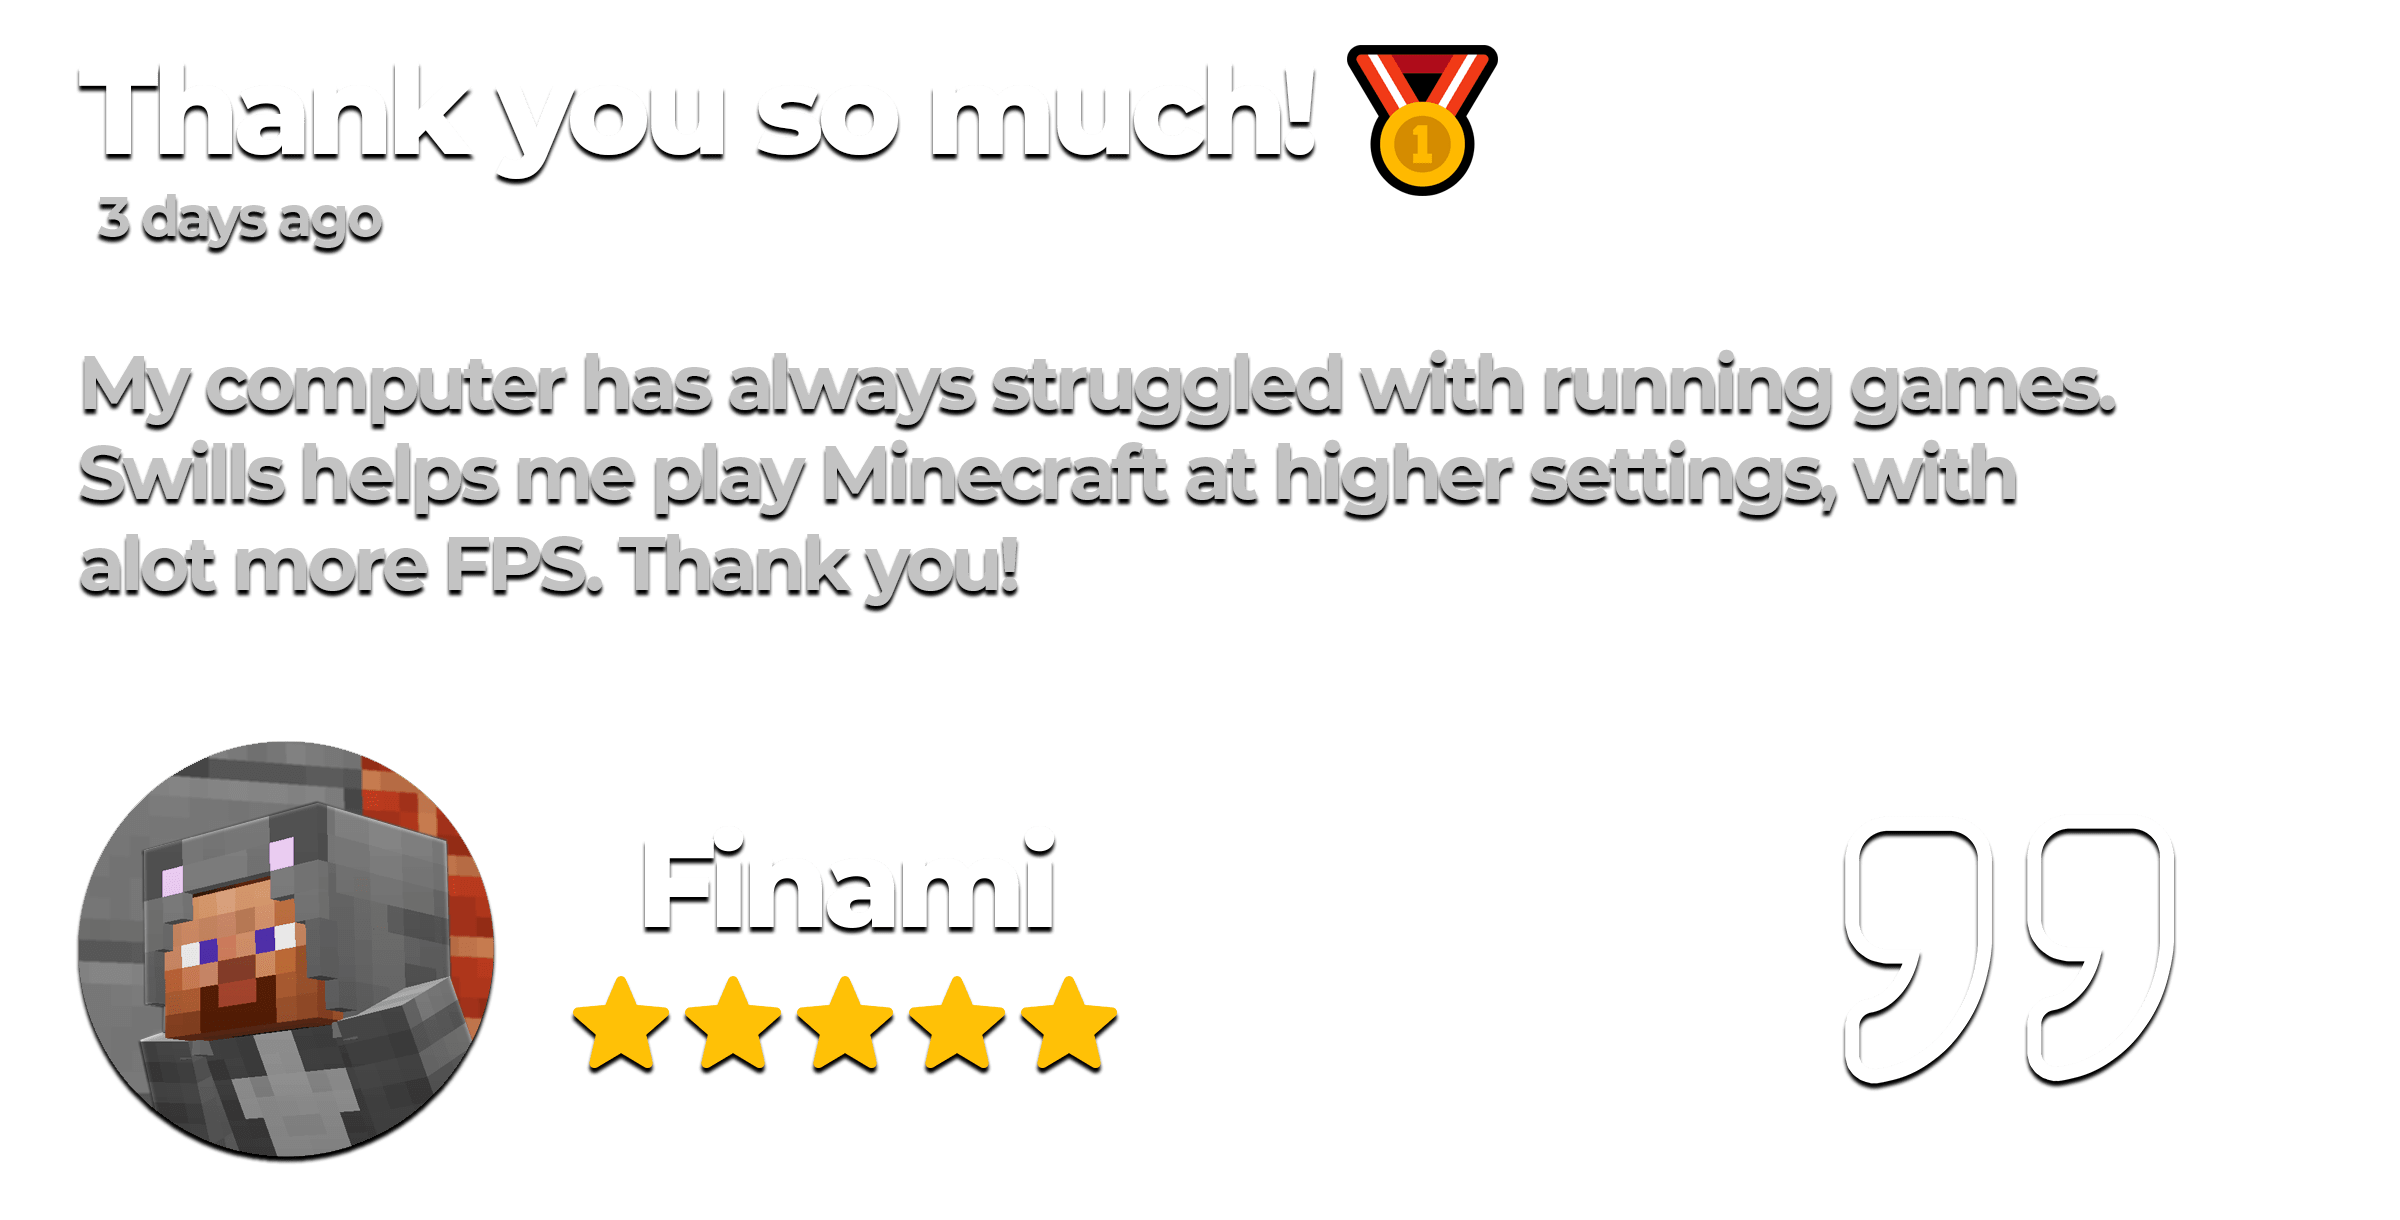 Thank you so much!
1
3 days ago
My computer has always struggled with running games.
Swills helps me play Minecraft at higher settings, with
alot more FPS. Thank you!
Finami